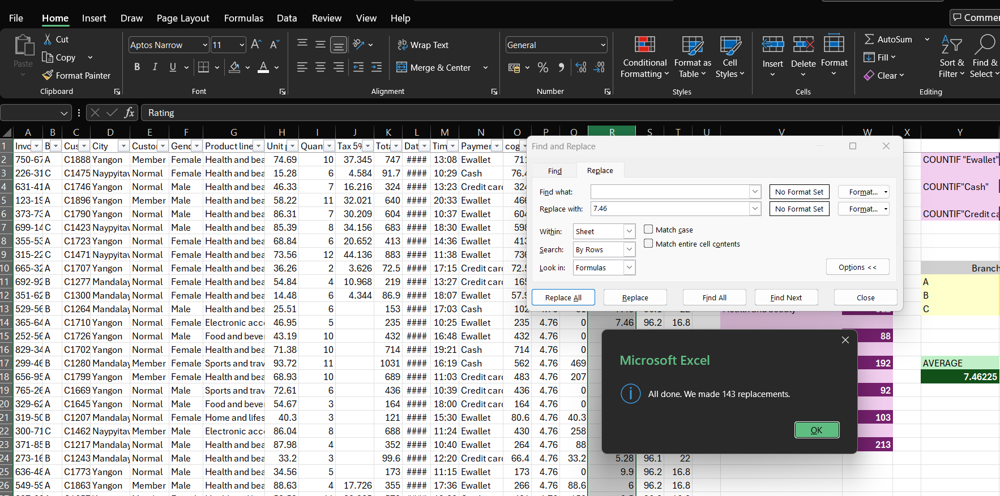 File Home Insert Draw Page Layout Formulas Data Review View Help
Cut
Copy
Format Painter
Paste
Clipboard
Aptos Narrow 11
B I U
Font
Wrap Text
Merge & Center
Alignment
General
Number
Conditional Formatting
Format as Table
Cell Styles
Styles
Insert
Delete
Format
Cells
AutoSum
Fill
Clear
Sort & Filter
Find & Select
Editing
fx Rating
A B C D E F G H I J K L M N O P Q R S T U V W X Y
1 City Product line
2 750-67 A C1888 Yangon Member Female Health and bea 74.69 10 37.345 747 #### 13:08 Ewallet 711 COUNTIF "Ewallet"
3 226-31 C C1475 Naypyitaw Normal Female Health and bea 15.28 6 4.584 91.7 #### 10:29 Cash 76.4
4 631-41 A C1746 Yangon Normal Male Health and bea 46.33 7 16.216 324 #### 13:23 Credit card 324 COUNTIF"Cash"
5 123-19 A C1896 Yangon Member Male Health and bea 58.22 11 32.021 640 #### 20:33 Ewallet 466
6 373-73 A C1790 Yangon Normal Male Health and bea 86.31 7 30.209 604 #### 10:37 Ewallet 604 COUNTIF"Credit ca
7 699-14 C C1423 Naypyitaw Normal Male Health and bea 85.39 8 34.156 683 #### 18:30 Ewallet 598
8 355-53 A C1723 Yangon Normal Female Health and bea 68.84 6 20.652 413 #### 14:36 Ewallet 413
9 315-22 C C1471 Naypyitaw Normal Female Health and bea 73.56 12 44.136 883 #### 11:38 Ewallet 736
10 665-32 A C1707 Yangon Normal Female Health and bea 36.26 2 3.626 72.5 #### 17:15 Credit card 72.5 Branch
11 692-92 B C1277 Mandalay Normal Female Health and bea 54.84 4 10.968 219 #### 13:27 Credit card 165 A
12 351-62 B C1300 Mandalay Normal Female Health and bea 14.48 6 4.344 86.9 #### 18:07 Ewallet 57.9 B
13 529-56 B C1264 Mandalay Normal Male Health and bea 25.51 6 153 #### 17:03 Cash 102 C
14 365-64 A C1710 Yangon Normal Female Electronic acce 46.95 5 235 #### 10:25 Ewallet 235 4.76 0 7.46 96.2 16.8
15 252-56 A C1726 Yangon Normal Male Food and bever 43.19 10 432 #### 16:48 Ewallet 432 4.76 0 88
16 829-34 A C1702 Yangon Normal Female Health and bea 71.38 10 714 #### 19:21 Cash 714 4.76 0
17 299-46 B C1280 Mandalay Member Female Sports and trav 93.72 11 1031 #### 16:19 Cash 562 4.76 469 192 AVERAGE
18 656-95 A C1799 Yangon Member Female Health and bea 68.93 10 689 #### 11:03 Credit card 483 4.76 207 7.46225
19 765-26 A C1669 Yangon Normal Male Sports and trav 72.61 6 436 #### 10:39 Credit card 436 4.76 0 92
20 329-62 A C1645 Yangon Normal Male Food and bever 54.67 3 164 #### 18:00 Credit card 164 4.76 0
21 319-50 B C1207 Mandalay Normal Female Home and lifes 40.3 3 121 #### 15:30 Ewallet 80.6 4.76 40.3 103
22 300-71 C C1462 Naypyitaw Member Male Electronic acce 86.04 8 688 #### 11:24 Ewallet 430 4.76 258
23 371-85 B C1217 Mandalay Normal Male Health and bea 87.98 4 352 #### 10:40 Ewallet 264 4.76 88 213
24 273-16 B C1243 Mandalay Normal Male Health and bea 33.2 3 99.6 #### 12:20 Credit card 66.4 4.76 33.2 5.28 96.1 22
25 636-48 A C1773 Yangon Normal Male Health and bea 34.56 5 173 #### 11:15 Ewallet 173 4.76 0 9.9 96.2 16.8
26 549-59 A C1863 Yangon Member Male Health and bea 88.63 4 17.726 355 #### 17:36 Ewallet 266 4.76 88.6 6 96.2 16.8
Find and Replace
Find Replace
Find what: No Format Set Format...
Replace with: 7.46 No Format Set Format...
Within: Sheet Match case
Search: By Rows Match entire cell contents
Look in: Formulas Options <<
Replace All Replace Find All Find Next Close
Microsoft Excel
All done. We made 143 replacements.
OK